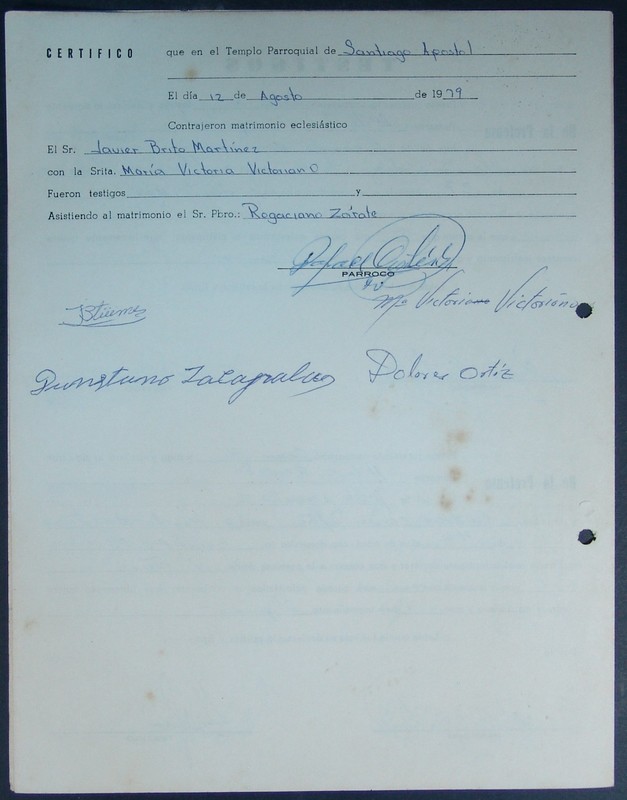 CERTIFICO que en el Templo Parroquial de Santiago Apostol
El día 12 de Agosto de 1979
Contrajeron matrimonio eclesiástico
El Sr. Javier Brito Martínez
con la Srita. María Victoria Victoriano
Fueron testigos y
Asistiendo al matrimonio el Sr. Pbro.: Rogaciano Zárate
Rafael
PARROCO
Ma Victoria Victoriano
Dolores Ortíz